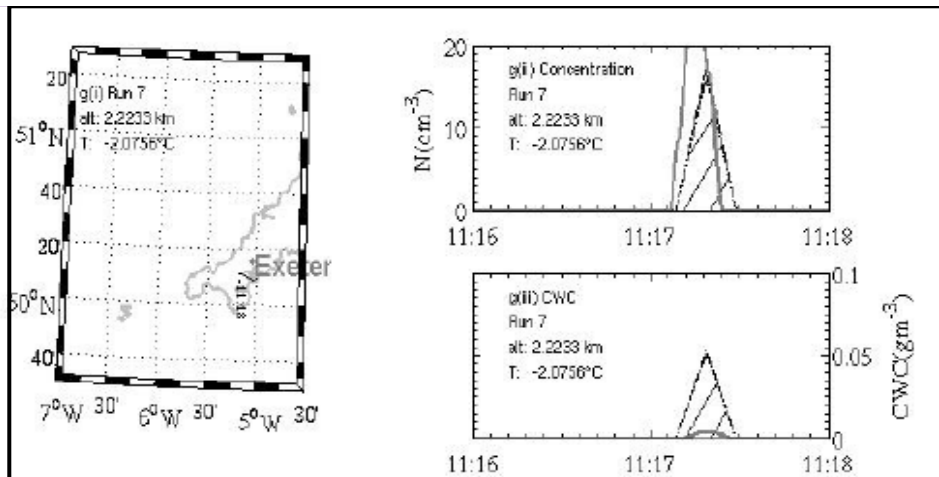 g(i) Run 7
alt: 2.2233 km
T: -2.0756°C
20'
51°N
40'
20'
50°N
40'
7°W 30' 6°W 30' 5°W 30'
Exeter
g(ii) Concentration
Run 7
alt: 2.2233 km
T: -2.0756°C
N(cm-3)
20
10
0
11:16 11:17 11:18
g(iii) CWC
Run 7
alt: 2.2233 km
T: -2.0756°C
0.1
0.05
0
CWC(gm-3)
11:16 11:17 11:18